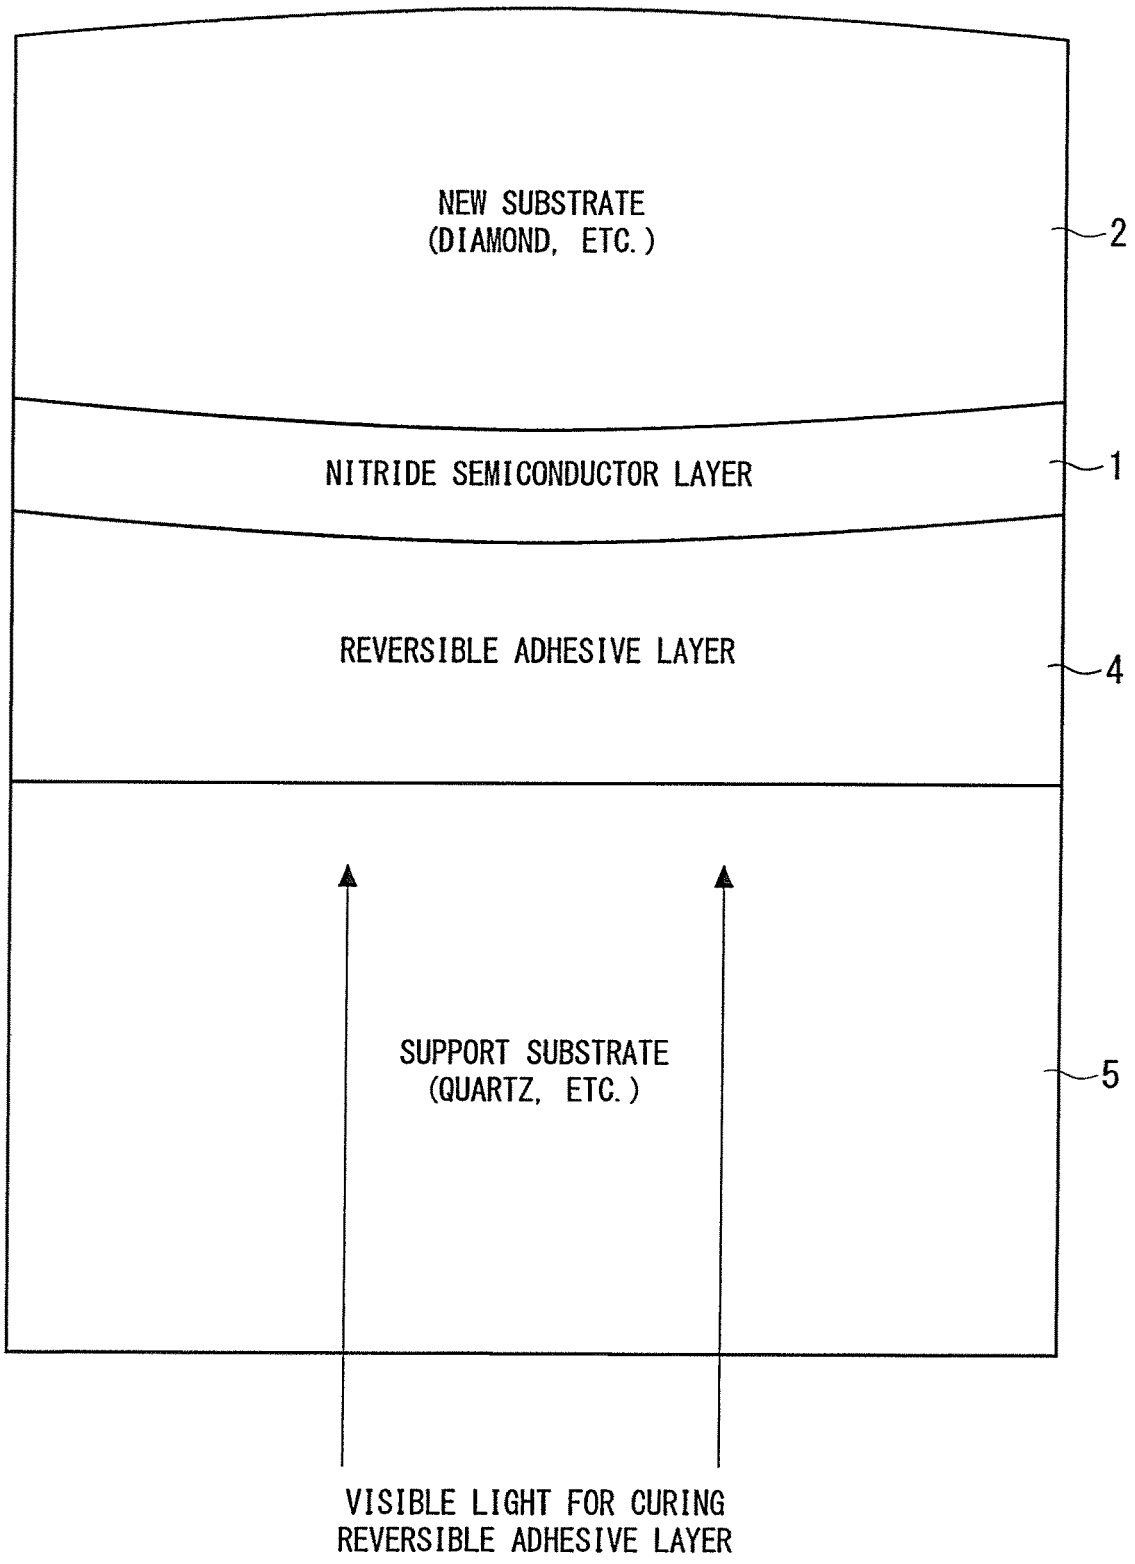 NEW SUBSTRATE
(DIAMOND, ETC.)
2
NITRIDE SEMICONDUCTOR LAYER
1
REVERSIBLE ADHESIVE LAYER
4
SUPPORT SUBSTRATE
(QUARTZ, ETC.)
5
VISIBLE LIGHT FOR CURING
REVERSIBLE ADHESIVE LAYER